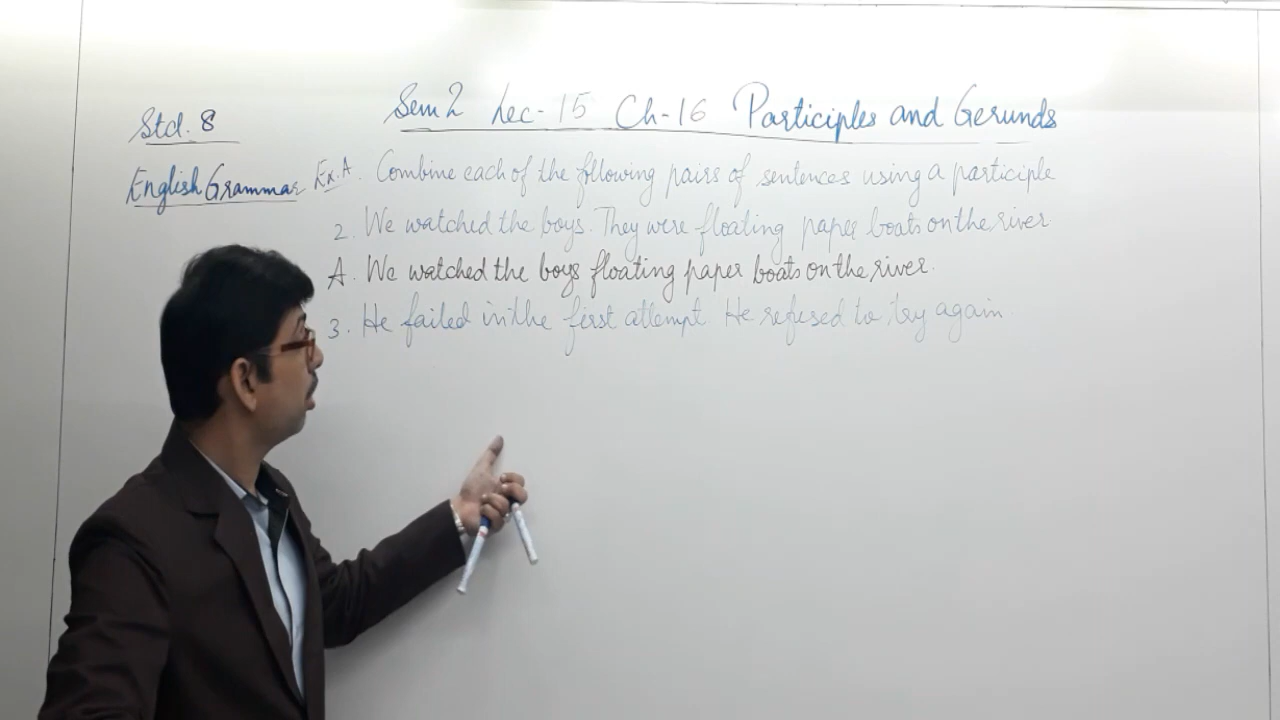 Std. 8
Sem 2 Lec-15 Ch-16 Participles and Gerunds
English Grammar
Ex. A. Combine each of the following pairs of sentences using a participle
2. We watched the boys. They were floating paper boats on the river
A. We watched the boys floating paper boats on the river.
3. He failed in the first attempt He refused to try again.